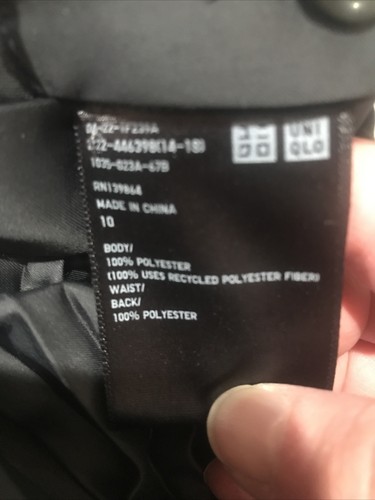 UNI
QLO
RN139864
MADE IN CHINA
10
BODY/
100% POLYESTER
(100% USES RECYCLED POLYESTER FIBER)
WAIST/
BACK/
100% POLYESTER